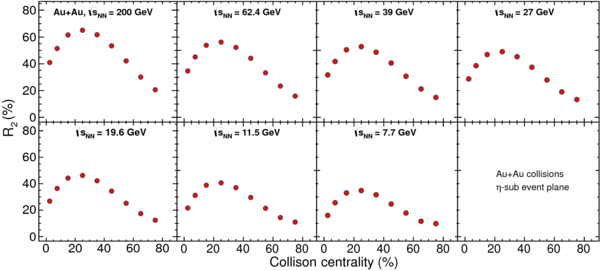 Au+Au, √sNN = 200 GeV
√sNN = 62.4 GeV
√sNN = 39 GeV
√sNN = 27 GeV
80
60
40
20
0
R2 (%)
√sNN = 19.6 GeV
√sNN = 11.5 GeV
√sNN = 7.7 GeV
Au+Au collisions
η-sub event plane
80
60
40
20
0
0 20 40 60 80
0 20 40 60 80
0 20 40 60 80
0 20 40 60 80
Collison centrality (%)